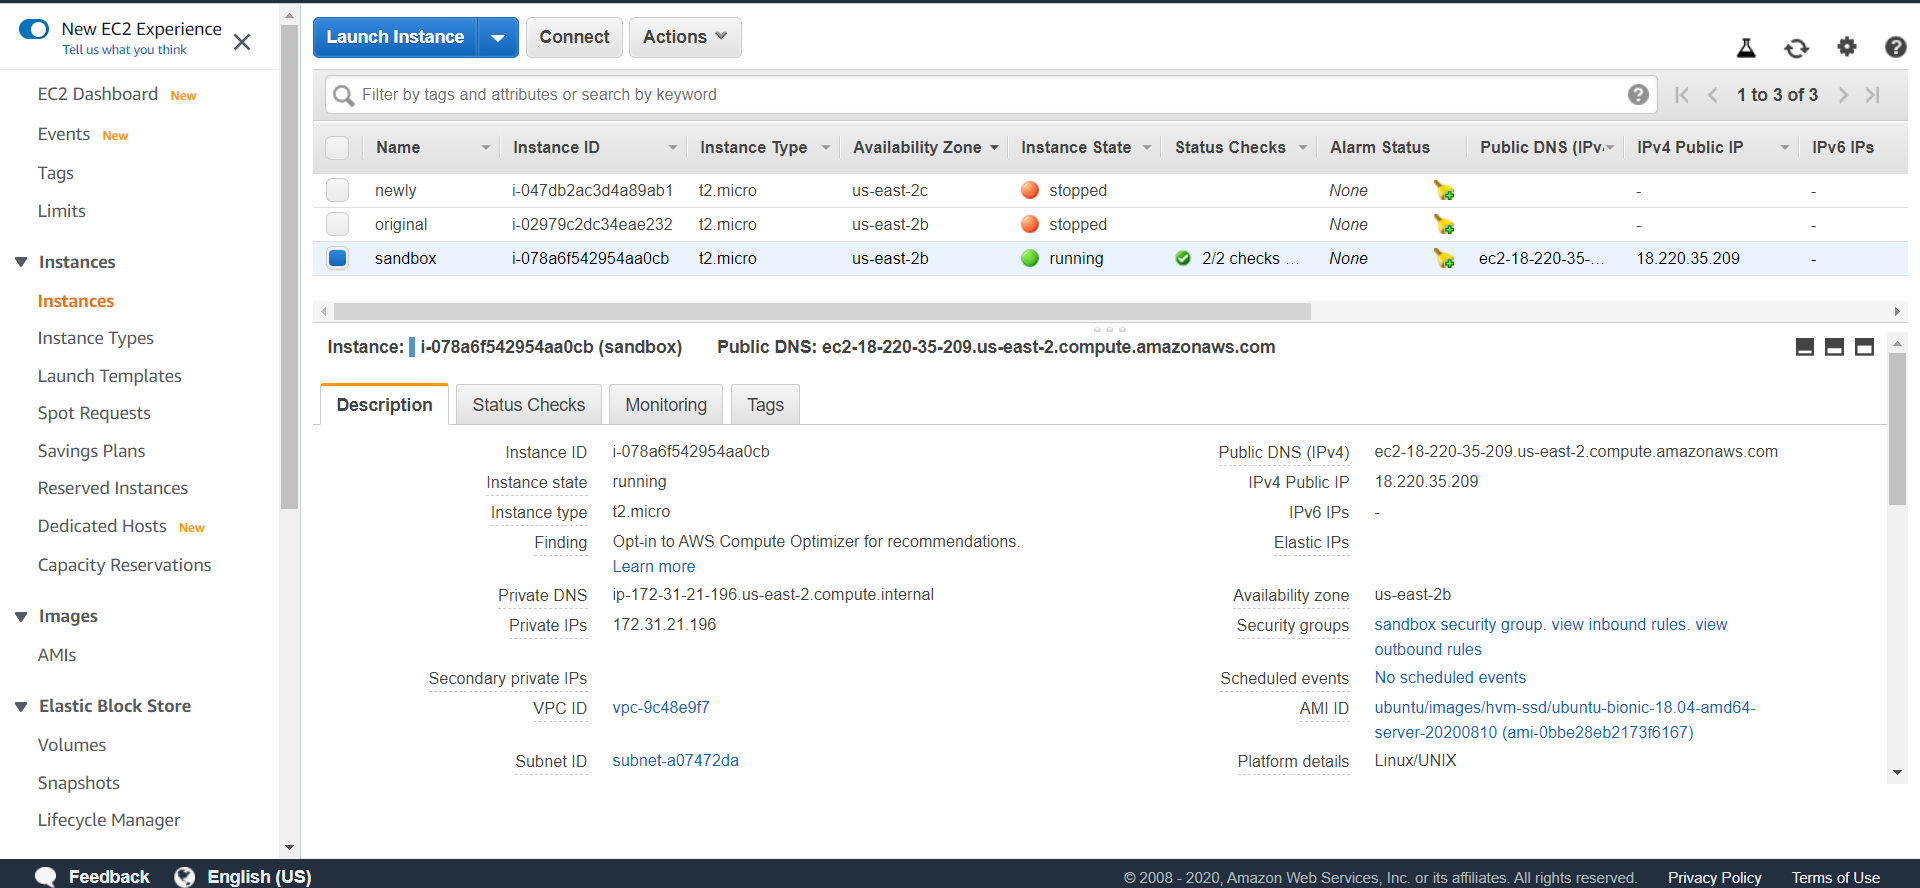 New EC2 Experience
Tell us what you think
EC2 Dashboard New
Events New
Tags
Limits
Instances
Instances
Instance Types
Launch Templates
Spot Requests
Savings Plans
Reserved Instances
Dedicated Hosts New
Capacity Reservations
Images
AMIs
Elastic Block Store
Volumes
Snapshots
Lifecycle Manager
Launch Instance Connect Actions
Filter by tags and attributes or search by keyword 1 to 3 of 3
Name Instance ID Instance Type Availability Zone Instance State Status Checks Alarm Status Public DNS (IPv. IPv4 Public IP IPv6 IPs
newly i-047db2ac3d4a89ab1 t2.micro us-east-2c stopped None - -
original i-02979c2dc34eae232 t2.micro us-east-2b stopped None - -
sandbox i-078a6f542954aa0cb t2.micro us-east-2b running 2/2 checks ... None ec2-18-220-35-... 18.220.35.209 -
Instance: i-078a6f542954aa0cb (sandbox) Public DNS: ec2-18-220-35-209.us-east-2.compute.amazonaws.com
Description Status Checks Monitoring Tags
Instance ID i-078a6f542954aa0cb
Instance state running
Instance type t2.micro
Finding Opt-in to AWS Compute Optimizer for recommendations.
Learn more
Private DNS ip-172-31-21-196.us-east-2.compute.internal
Private IPs 172.31.21.196
Secondary private IPs
VPC ID vpc-9c48e9f7
Subnet ID subnet-a07472da
Public DNS (IPv4) ec2-18-220-35-209.us-east-2.compute.amazonaws.com
IPv4 Public IP 18.220.35.209
IPv6 IPs -
Elastic IPs
Availability zone us-east-2b
Security groups sandbox security group. view inbound rules. view
outbound rules
Scheduled events No scheduled events
AMI ID ubuntu/images/hvm-ssd/ubuntu-bionic-18.04-amd64-
server-20200810 (ami-0bbe28eb2173f6167)
Platform details Linux/UNIX
Feedback English (US) © 2008 - 2020, Amazon Web Services, Inc. or its affiliates. All rights reserved. Privacy Policy Terms of Use